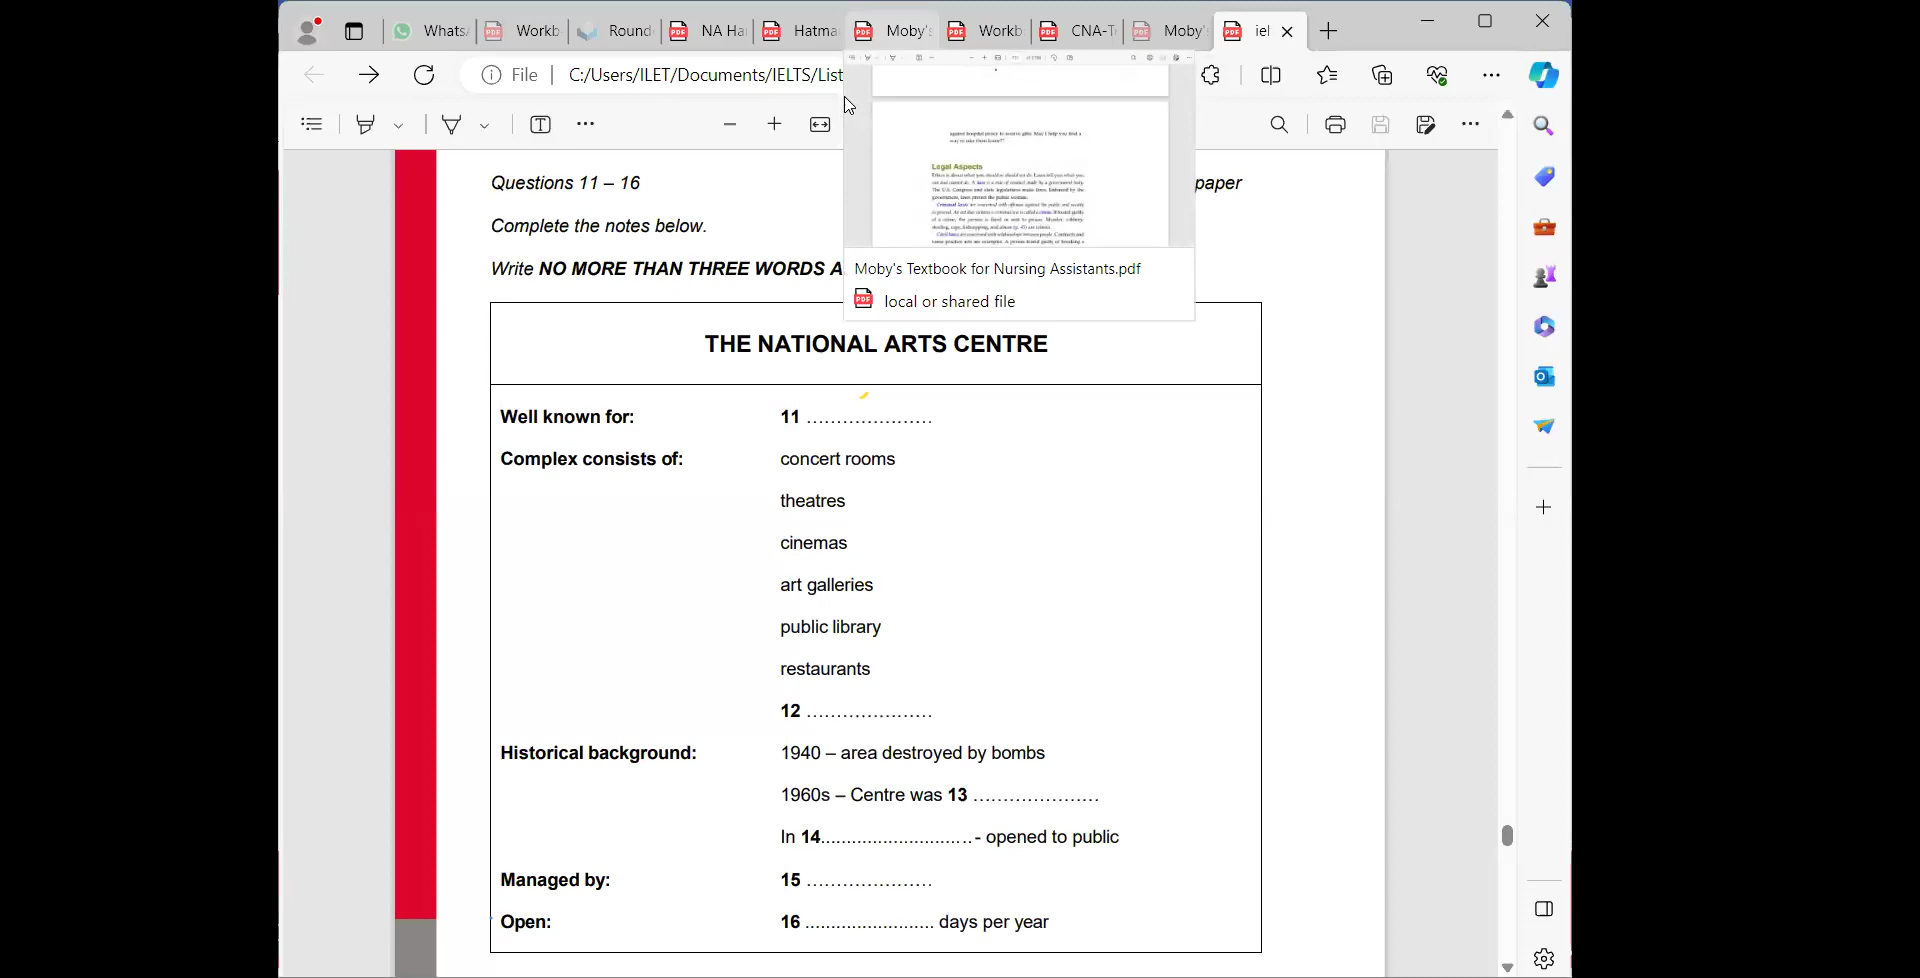 Whats
Workb
Round
NA Ha
Hatma
Moby's
Workb
CNA-T
Moby'
iel
File
C:/Users/ILET/Documents/IELTS/List
Legal Aspects
Moby's Textbook for Nursing Assistants.pdf
local or shared file
Questions 11 – 16
paper
Complete the notes below.
Write NO MORE THAN THREE WORDS A
THE NATIONAL ARTS CENTRE
Well known for: 11 .....................
Complex consists of: concert rooms
theatres
cinemas
art galleries
public library
restaurants
12 .....................
Historical background: 1940 – area destroyed by bombs
1960s – Centre was 13 .....................
In 14........................... - opened to public
Managed by: 15 .....................
Open: 16 .......................... days per year